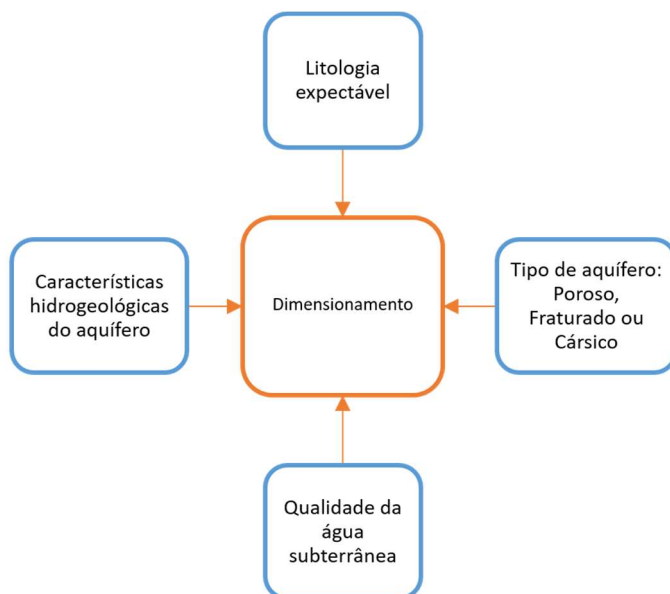 Litologia
expectável
Características
hidrogeológicas
do aquífero
Dimensionamento
Tipo de aquífero:
Poroso,
Fraturado ou
Cársico
Qualidade da
água
subterrânea